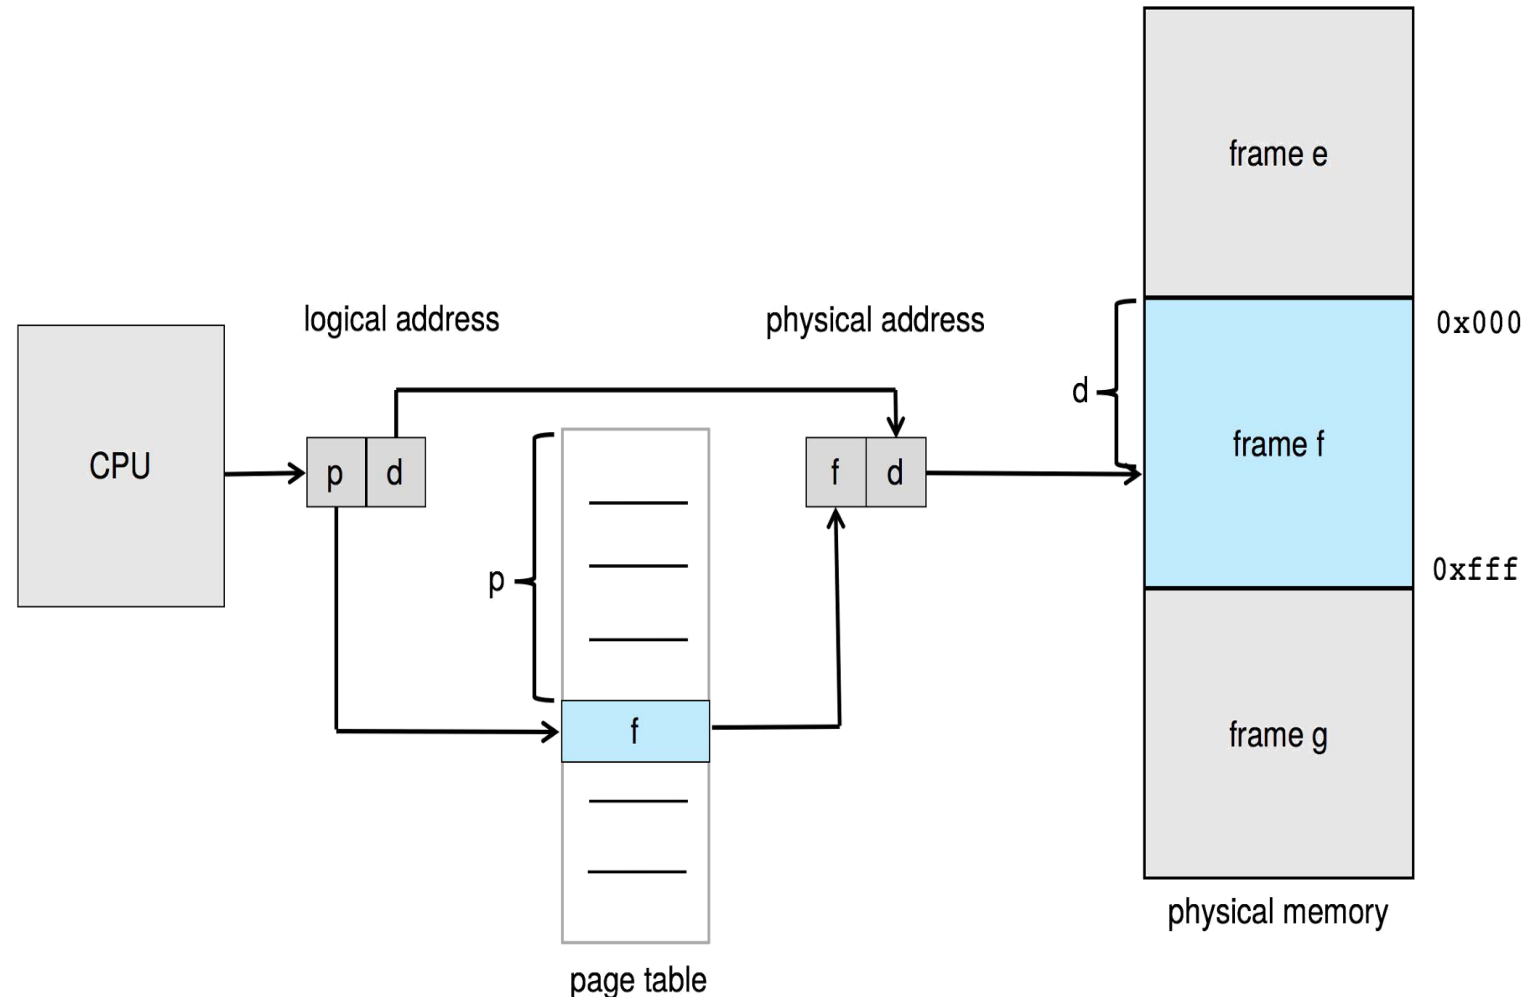 frame e
logical address
physical address
0x000
d
CPU
p d
f d
frame f
p
0xfff
f
frame g
physical memory
page table